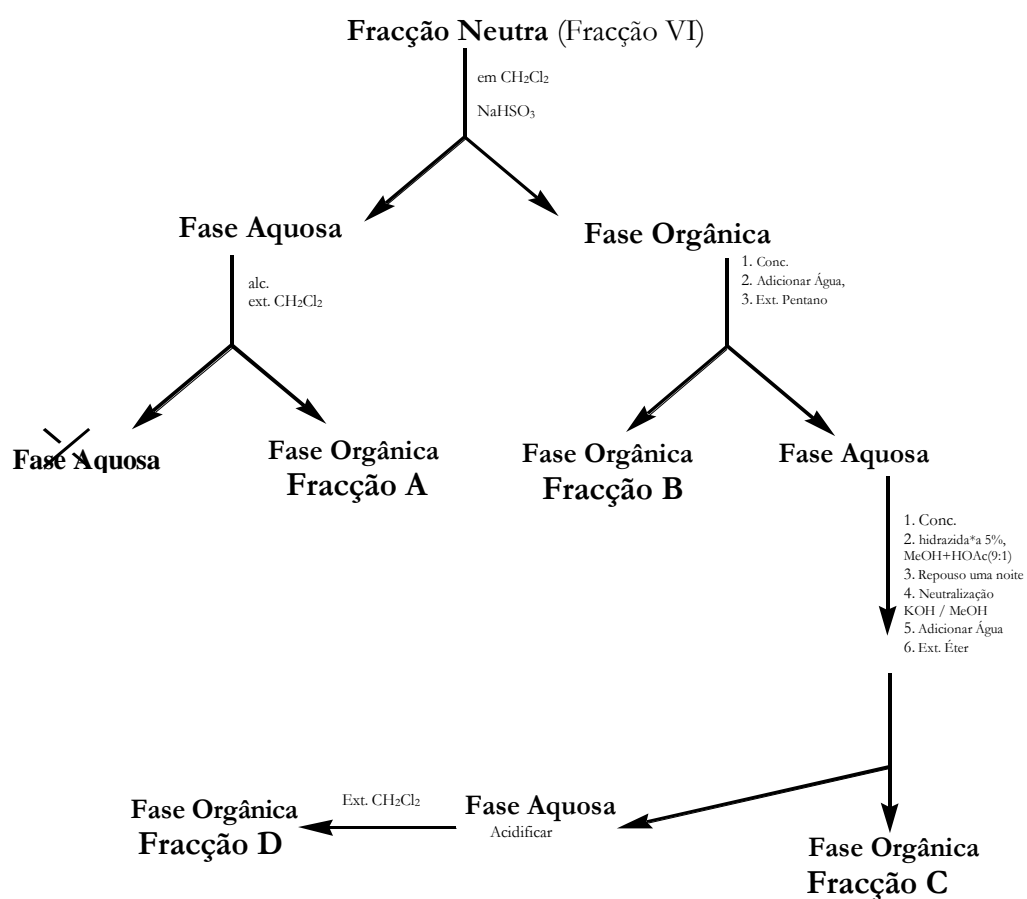 Fracção Neutra (Fracção VI)
em CH₂Cl₂
NaHSO₃
Fase Aquosa
Fase Orgânica
alc.
ext. CH₂Cl₂
1. Conc.
2. Adicionar Água,
3. Ext. Pentano
Fase Aquosa
Fase Orgânica
Fracção A
Fase Orgânica
Fracção B
Fase Aquosa
1. Conc.
2. hidrazida*a 5%,
MeOH+HOAc(9:1)
3. Repouso uma noite
4. Neutralização
KOH / MeOH
5. Adicionar Água
6. Ext. Éter
Fase Orgânica
Fracção D
Ext. CH₂Cl₂
Fase Aquosa
Acidificar
Fase Orgânica
Fracção C